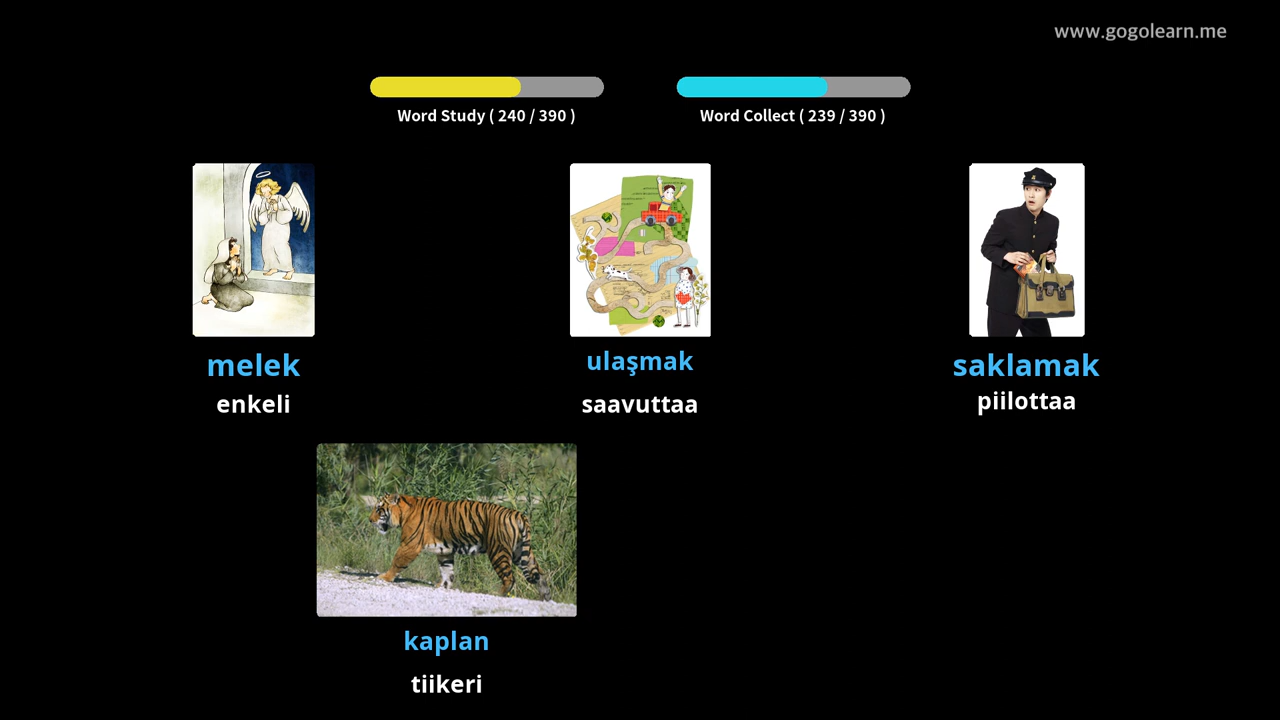 www.gogolearn.me
Word Study ( 240 / 390 )
Word Collect ( 239 / 390 )
melek
enkeli
ulaşmak
saavuttaa
saklamak
piilottaa
kaplan
tiikeri